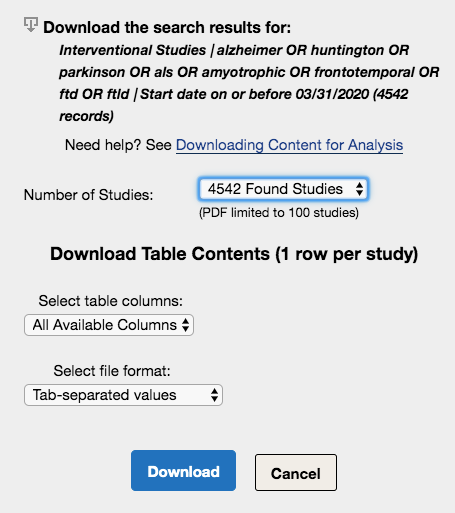 Download the search results for:
Interventional Studies | alzheimer OR huntington OR
parkinson OR als OR amyotrophic OR frontotemporal OR
ftd OR ftld | Start date on or before 03/31/2020 (4542
records)
Need help? See Downloading Content for Analysis
Number of Studies: 4542 Found Studies
(PDF limited to 100 studies)
Download Table Contents (1 row per study)
Select table columns:
All Available Columns
Select file format:
Tab-separated values
Download Cancel